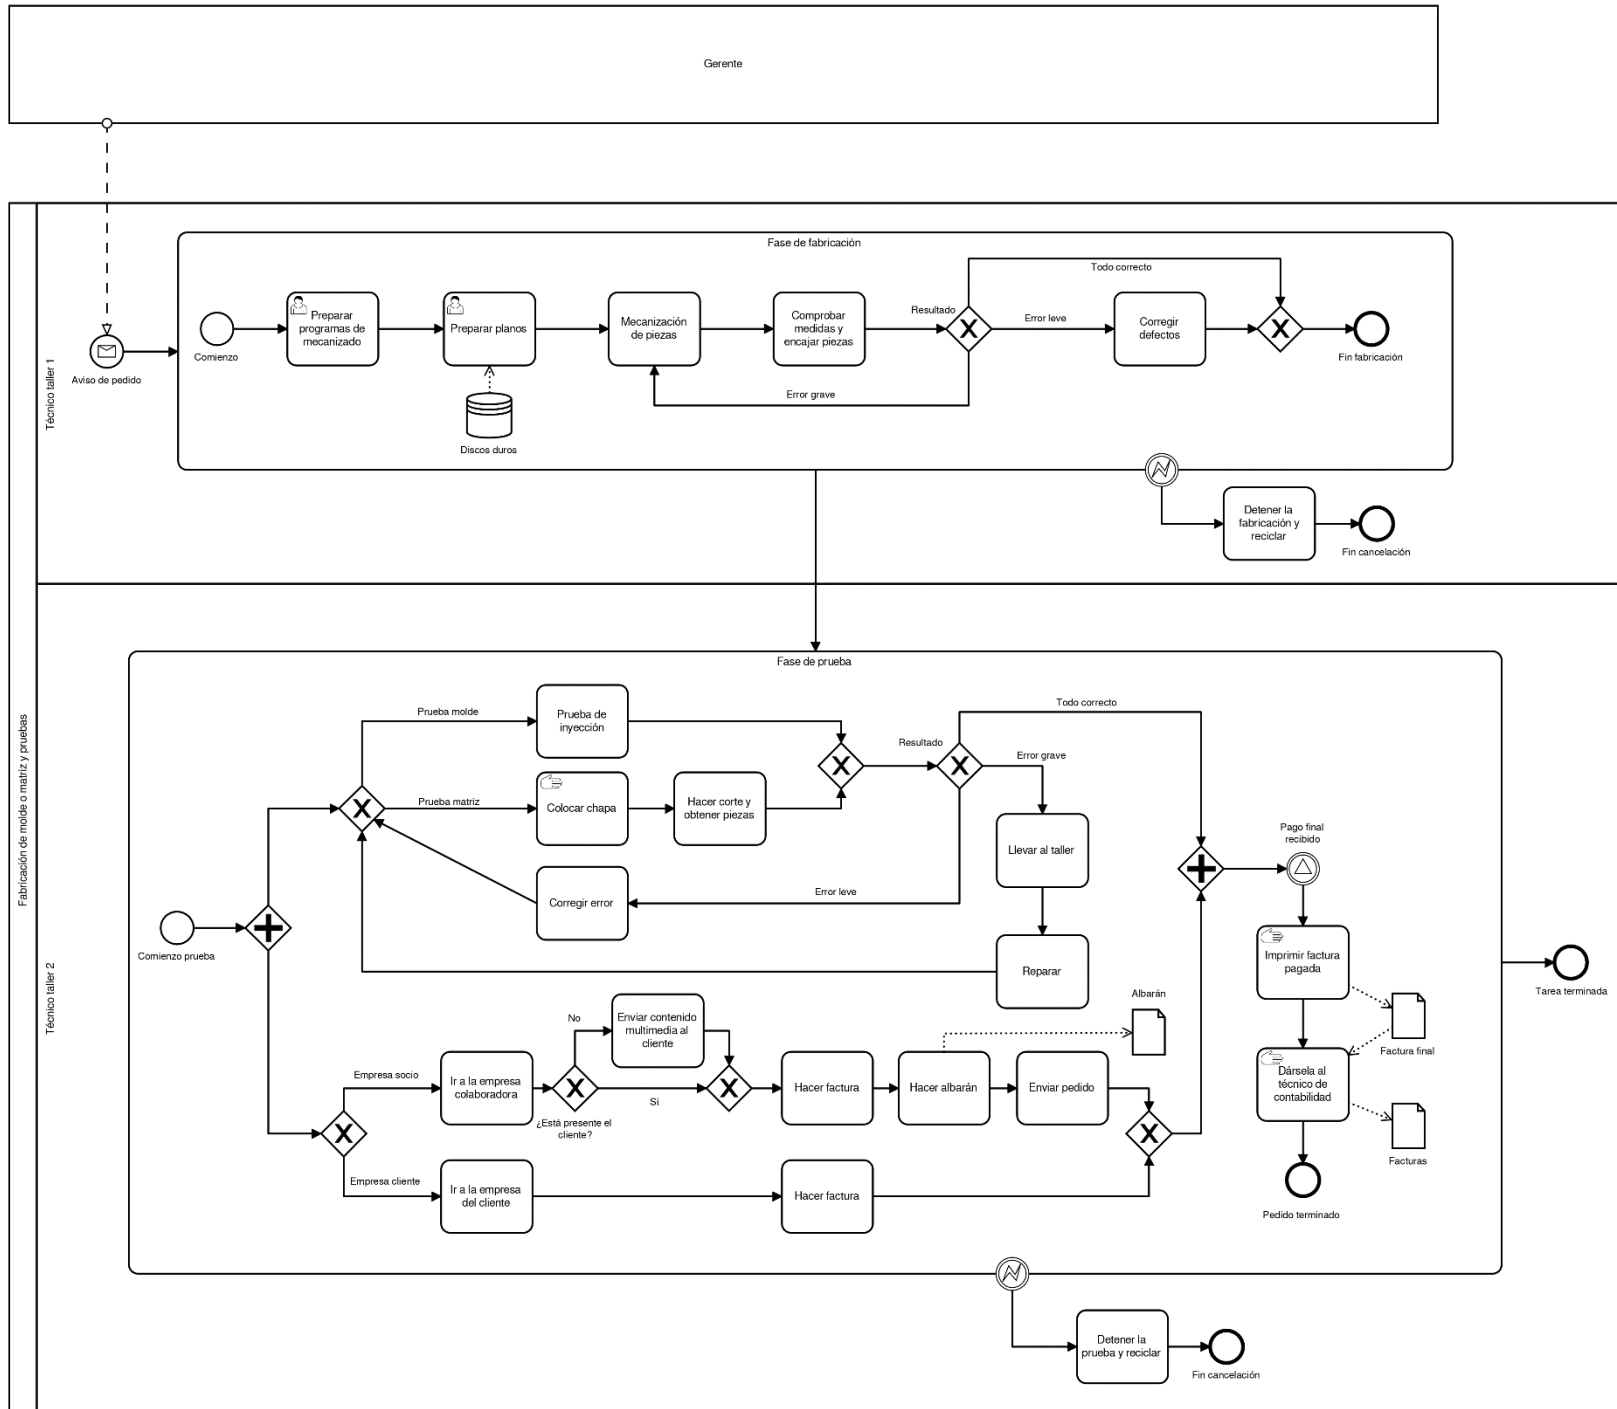 Gerente
Fabricación de molde o matriz y pruebas
Técnico taller 1
Aviso de pedido
Fase de fabricación
Comienzo
Preparar
programas de
mecanizado
Preparar planos
Discos duros
Mecanización
de piezas
Comprobar
medidas y
encajar piezas
Resultado
Todo correcto
Error leve
Error grave
Corregir
defectos
Fin fabricación
Detener la
fabricación y
reciclar
Fin cancelación
Técnico taller 2
Fase de prueba
Comienzo prueba
Prueba molde
Prueba de
inyección
Prueba matriz
Colocar chapa
Hacer corte y
obtener piezas
Resultado
Todo correcto
Error grave
Llevar al taller
Reparar
Error leve
Corregir error
Empresa socio
Ir a la empresa
colaboradora
¿Está presente el
cliente?
No
Si
Enviar contenido
multimedia al
cliente
Hacer factura
Hacer albarán
Albarán
Enviar pedido
Empresa cliente
Ir a la empresa
del cliente
Hacer factura
Pago final
recibido
Imprimir factura
pagada
Factura final
Dársela al
técnico de
contabilidad
Facturas
Pedido terminado
Tarea terminada
Detener la
prueba y reciclar
Fin cancelación